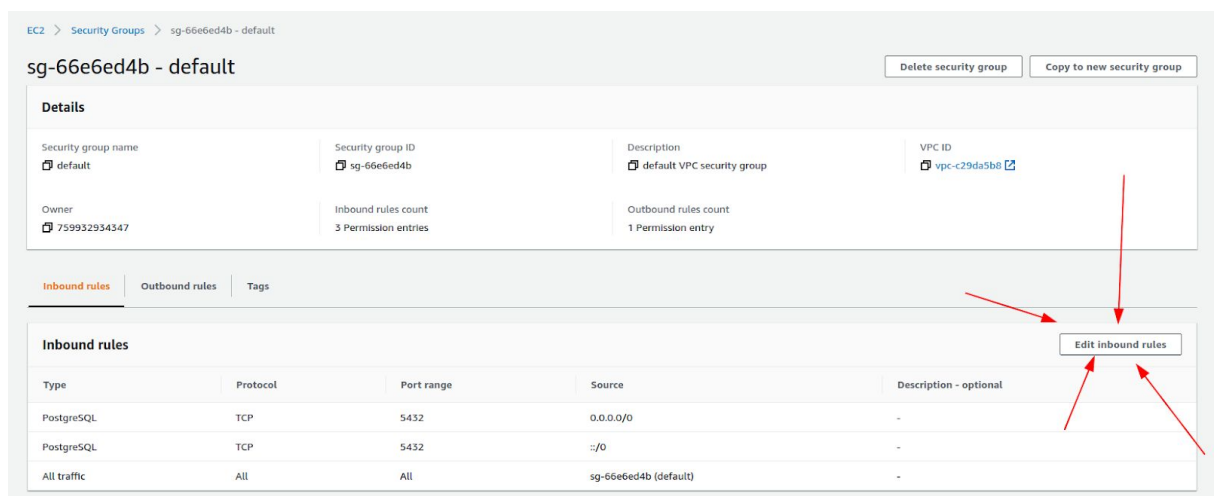 EC2 > Security Groups > sg-66e6ed4b - default
sg-66e6ed4b - default
Delete security group Copy to new security group
Details
Security group name Security group ID Description VPC ID
default sg-66e6ed4b default VPC security group vpc-c29da5b8
Owner Inbound rules count Outbound rules count
759932934347 3 Permission entries 1 Permission entry
Inbound rules Outbound rules Tags
Inbound rules Edit inbound rules
Type Protocol Port range Source Description - optional
PostgreSQL TCP 5432 0.0.0.0/0 -
PostgreSQL TCP 5432 ::/0 -
All traffic All All sg-66e6ed4b (default) -